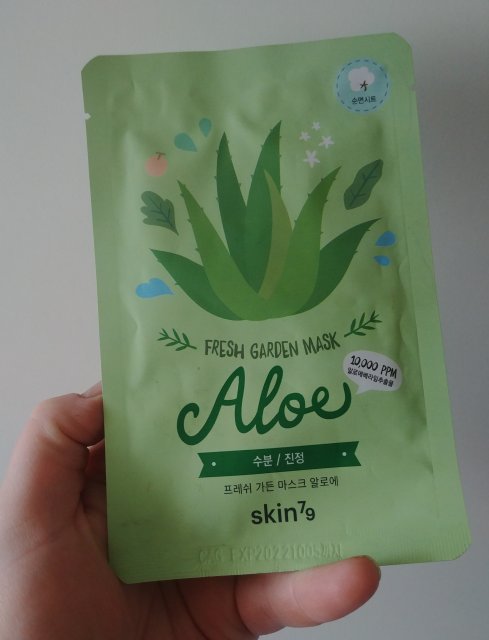 순면시트
FRESH GARDEN MASK
Aloe
10,000 PPM
알로에베라잎추출물
수분 / 진정
프레쉬 가든 마스크 알로에
skin79